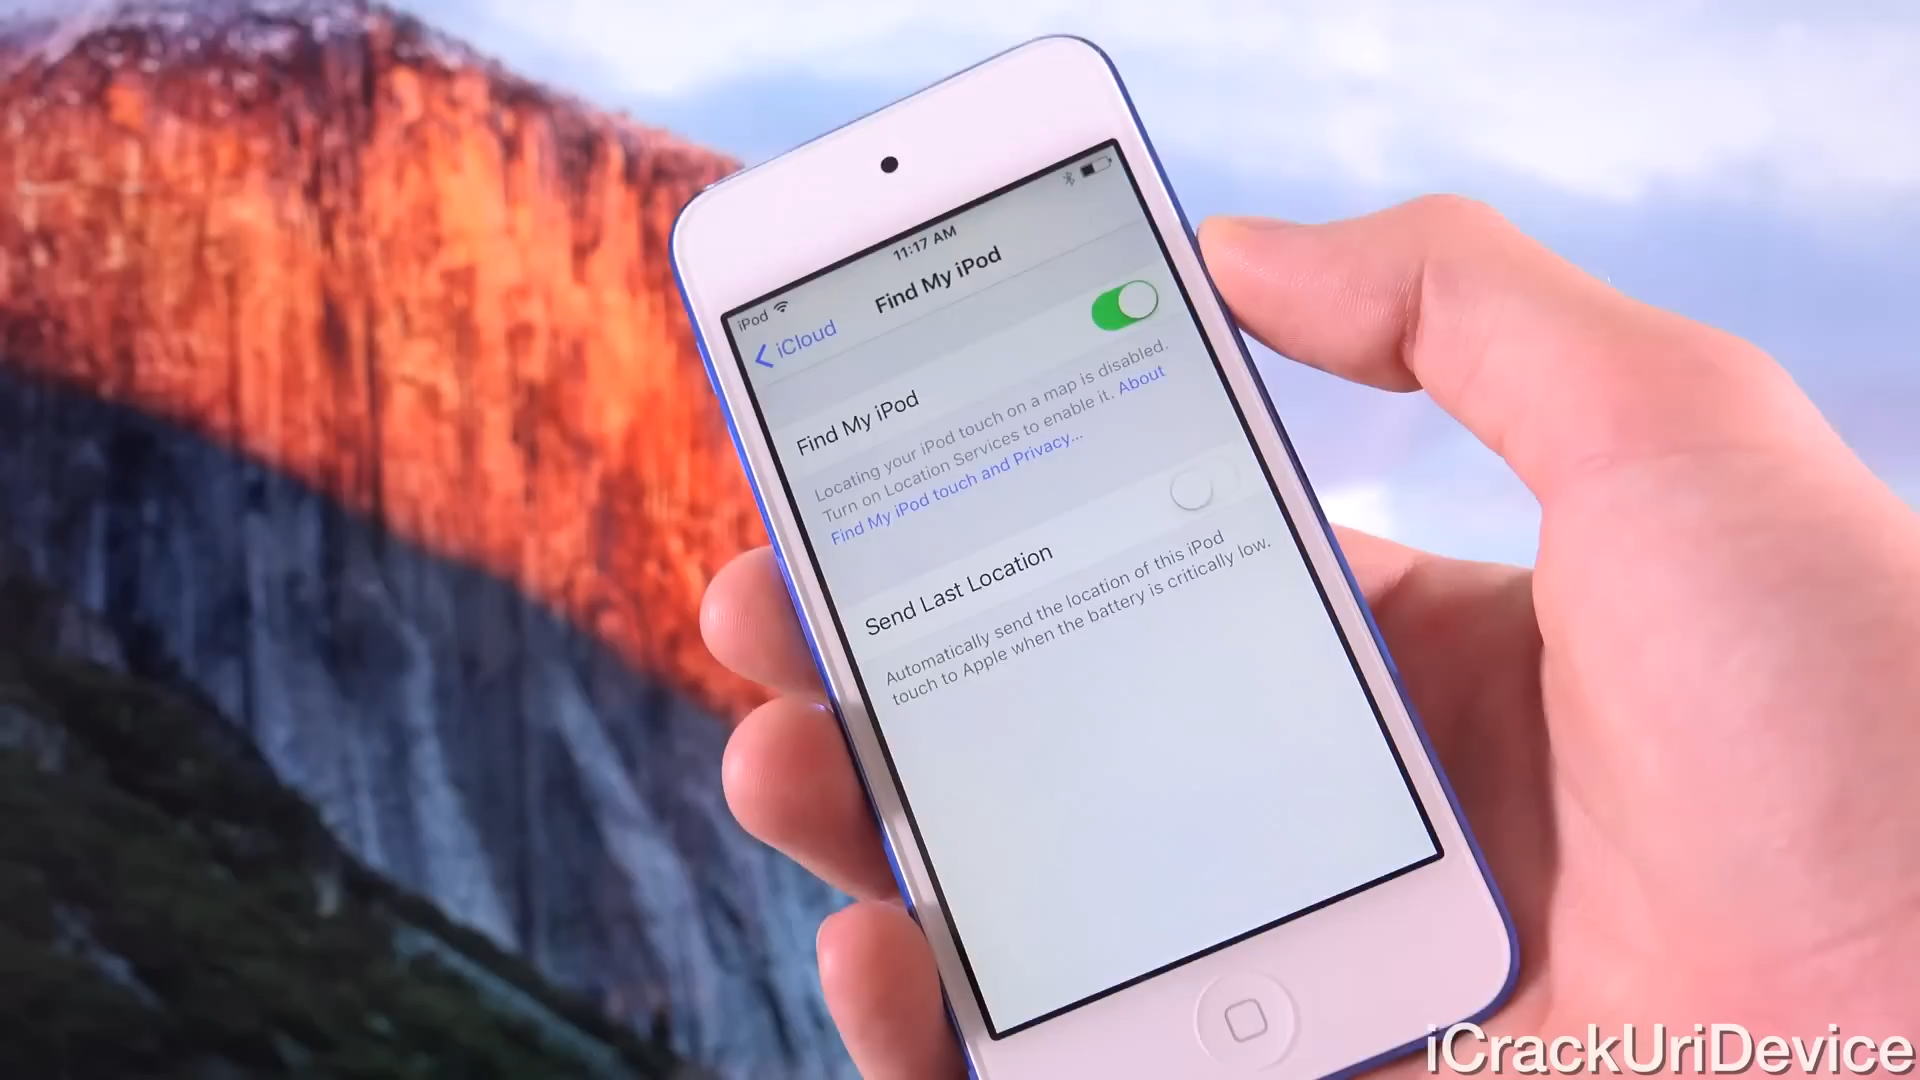 iPod
11:17 AM
iCloud
Find My iPod
Find My iPod
Locating your iPod touch on a map is disabled.
Turn on Location Services to enable it. About
Find My iPod touch and Privacy...
Send Last Location
Automatically send the location of this iPod
touch to Apple when the battery is critically low.
iCrackUriDevice